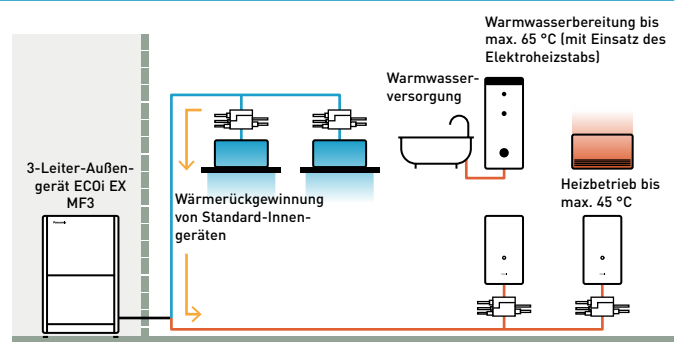 Warmwasserbereitung bis
max. 65 °C (mit Einsatz des
Elektroheizstabs)
Warmwasser-
versorgung
3-Leiter-Außen-
gerät ECOi EX
MF3
Wärmerückgewinnung
von Standard-Innen-
geräten
Heizbetrieb bis
max. 45 °C